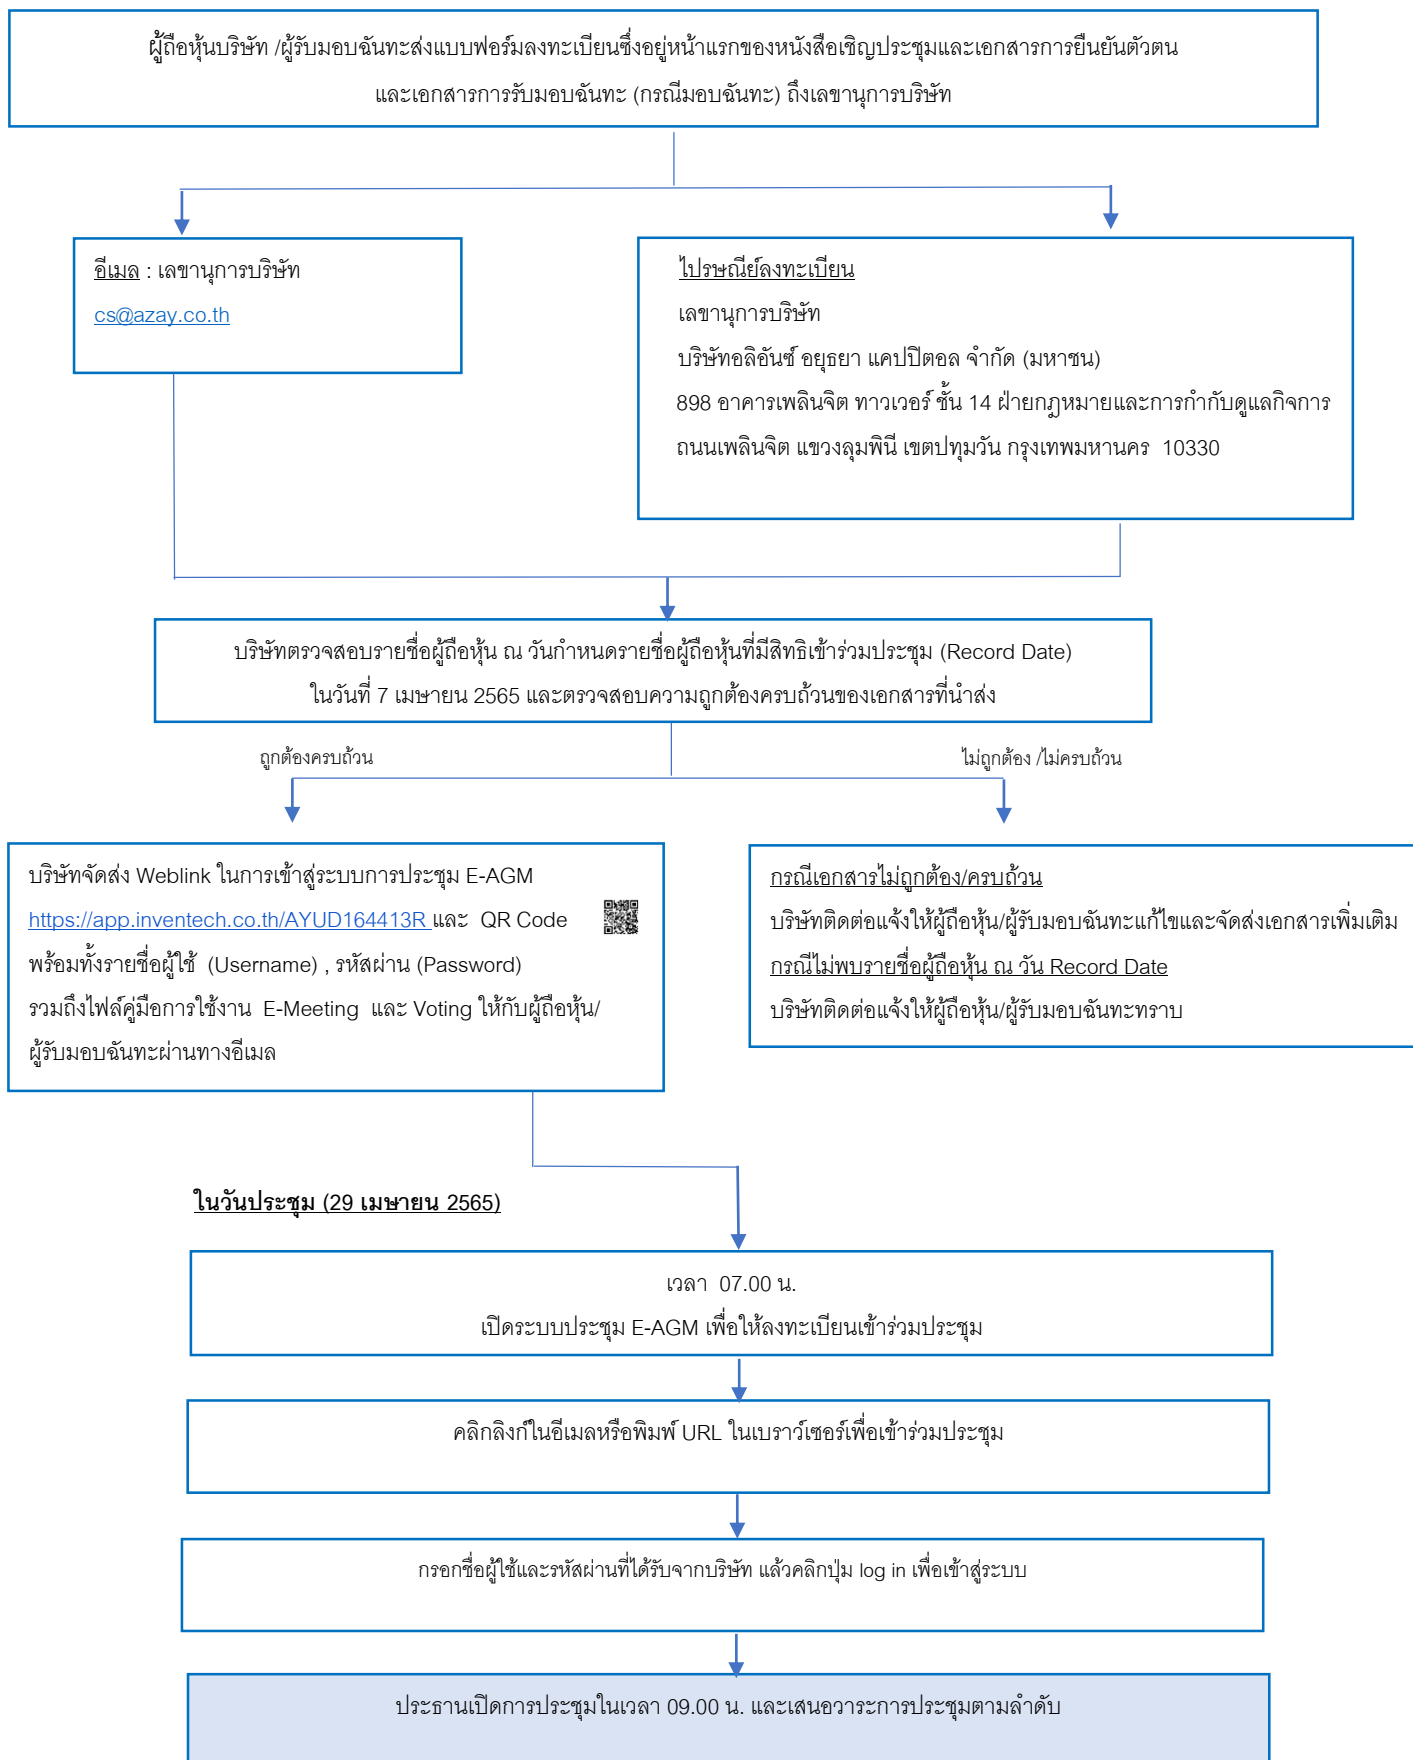 ผู้ถือหุ้นบริษัท /ผู้รับมอบฉันทะส่งแบบฟอร์มลงทะเบียนซึ่งอยู่หน้าแรกของหนังสือเชิญประชุมและเอกสารการยืนยันตัวตน
และเอกสารการรับมอบฉันทะ (กรณีมอบฉันทะ) ถึงเลขานุการบริษัท
อีเมล : เลขานุการบริษัท
cs@azay.co.th
ไปรษณีย์ลงทะเบียน
เลขานุการบริษัท
บริษัทอลิอันซ์ อยุธยา แคปปิตอล จำกัด (มหาชน)
898 อาคารเพลินจิต ทาวเวอร์ ชั้น 14 ฝ่ายกฎหมายและการกำกับดูแลกิจการ
ถนนเพลินจิต แขวงลุมพินี เขตปทุมวัน กรุงเทพมหานคร 10330
บริษัทตรวจสอบรายชื่อผู้ถือหุ้น ณ วันกำหนดรายชื่อผู้ถือหุ้นที่มีสิทธิเข้าร่วมประชุม (Record Date)
ในวันที่ 7 เมษายน 2565 และตรวจสอบความถูกต้องครบถ้วนของเอกสารที่นำส่ง
ถูกต้องครบถ้วน
ไม่ถูกต้อง /ไม่ครบถ้วน
บริษัทจัดส่ง Weblink ในการเข้าสู่ระบบการประชุม E-AGM
https://app.inventech.co.th/AYUD164413R และ QR Code
พร้อมทั้งรายชื่อผู้ใช้ (Username) , รหัสผ่าน (Password)
รวมถึงไฟล์คู่มือการใช้งาน E-Meeting และ Voting ให้กับผู้ถือหุ้น/
ผู้รับมอบฉันทะผ่านทางอีเมล
กรณีเอกสารไม่ถูกต้อง/ครบถ้วน
บริษัทติดต่อแจ้งให้ผู้ถือหุ้น/ผู้รับมอบฉันทะแก้ไขและจัดส่งเอกสารเพิ่มเติม
กรณีไม่พบรายชื่อผู้ถือหุ้น ณ วัน Record Date
บริษัทติดต่อแจ้งให้ผู้ถือหุ้น/ผู้รับมอบฉันทะทราบ
ในวันประชุม (29 เมษายน 2565)
เวลา 07.00 น.
เปิดระบบประชุม E-AGM เพื่อให้ลงทะเบียนเข้าร่วมประชุม
คลิกลิงก์ในอีเมลหรือพิมพ์ URL ในเบราว์เซอร์เพื่อเข้าร่วมประชุม
กรอกชื่อผู้ใช้และรหัสผ่านที่ได้รับจากบริษัท แล้วคลิกปุ่ม log in เพื่อเข้าสู่ระบบ
ประธานเปิดการประชุมในเวลา 09.00 น. และเสนอวาระการประชุมตามลำดับ